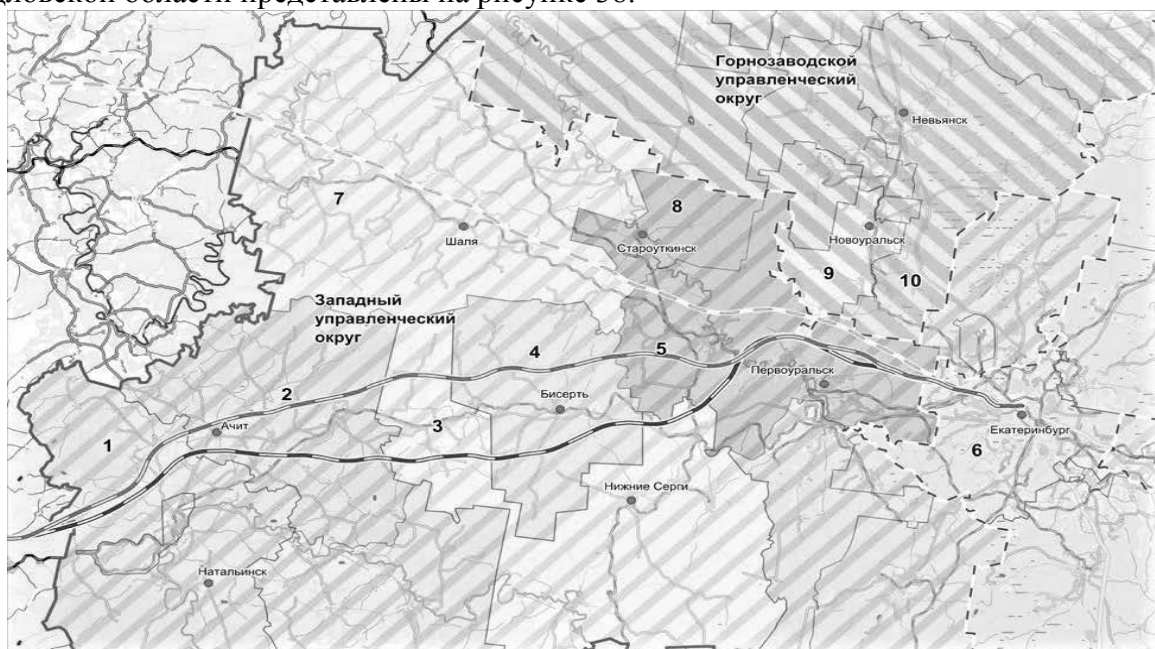 дловской области представлены на рисунке 38.
Горнозаводской
управленческий
округ
Невьянск
7
8
Шаля
Староуткинск
Новоуральск
9
10
Западный
управленческий
округ
4
5
2
Первоуральск
Бисерть
3
Ачит
1
Екатеринбург
6
Нижние Серги
Натальинск